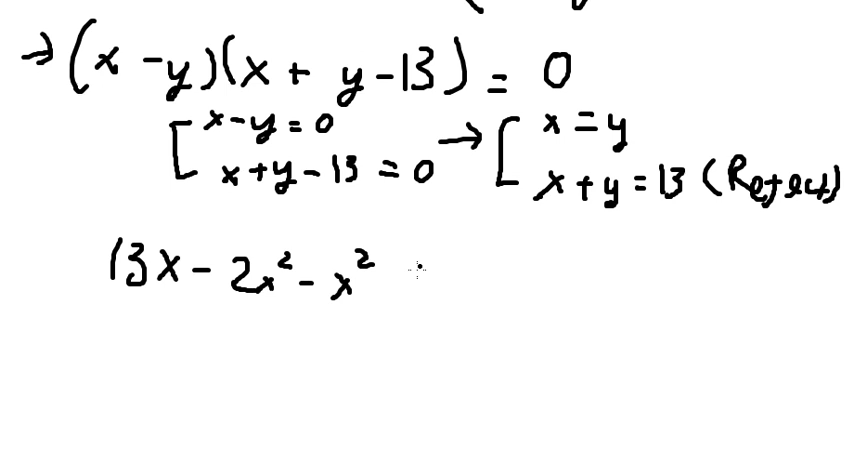 → (x - y)(x + y - 13) = 0
[ x - y = 0 → [ x = y
x + y - 13 = 0 x + y = 13 (Reject)
13x - 2x² - x²